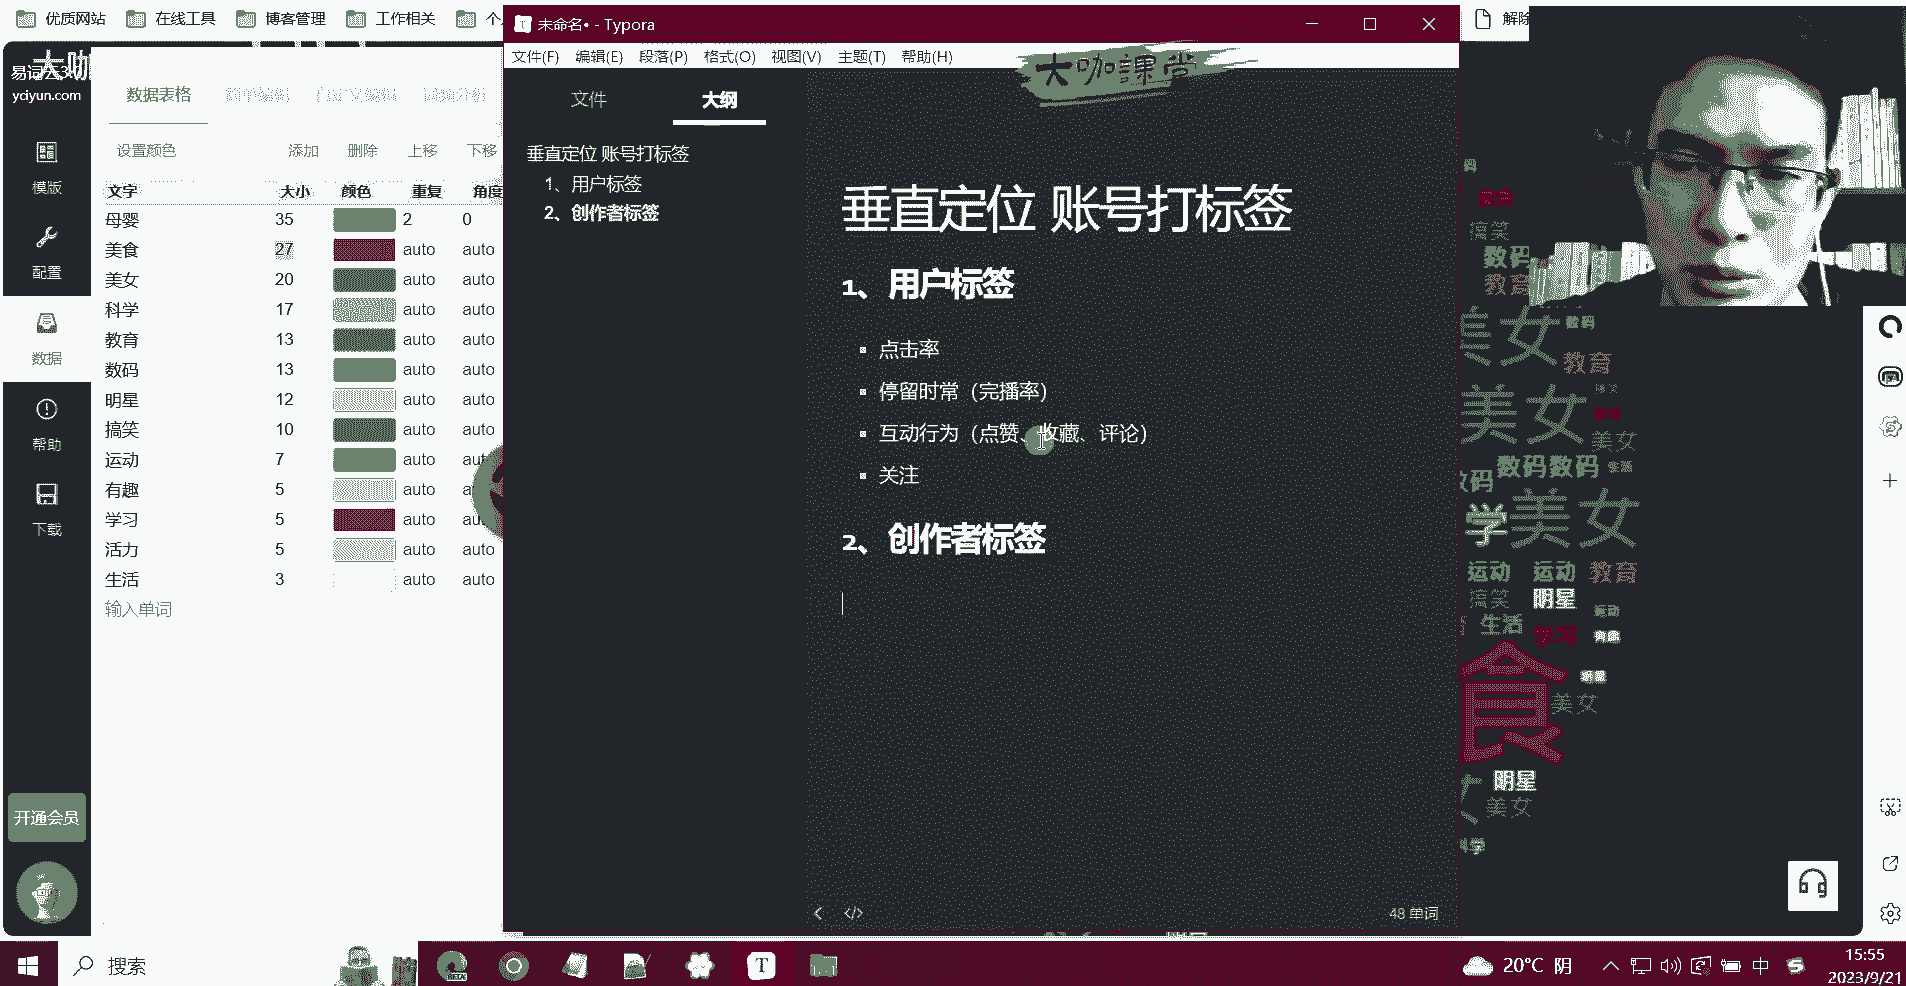 优质网站
在线工具
博客管理
工作相关
未命名• - Typora
解除
文件(F) 编辑(E) 段落(P) 格式(O) 视图(V) 主题(T) 帮助(H)
大咖課堂
yciyun.com
模版
配置
数据
帮助
下载
开通会员
数据表格
设置颜色 添加 删除 上移 下移
文字 大小 颜色 重复 角度
母婴 35 2 0
美食 27 auto auto
美女 20 auto auto
科学 17 auto auto
教育 13 auto auto
数码 13 auto auto
明星 12 auto auto
搞笑 10 auto auto
运动 7 auto
有趣 5 auto
学习 5 auto
活力 5 auto auto
生活 3 auto auto
输入单词
文件 大纲
垂直定位 账号打标签
1、用户标签
2、创作者标签
垂直定位 账号打标签
1、用户标签
点击率
停留时常（完播率）
互动行为（点赞、收藏、评论）
关注
2、创作者标签
48 单词
搞笑
数码
教育
美女
数码
教育
美女
美女
数码数码
学美女
运动 运动 教育
搞笑 明星
生活 学习
食
美女
明星
美女
搜索
20°C 阴
中
15:55
2023/9/21